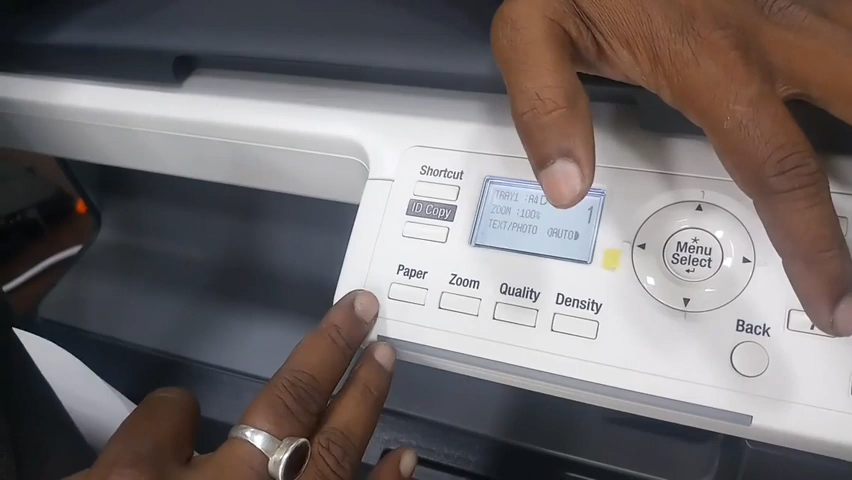 Shortcut
ID Copy
TRAY1 :A4
1
ZOOM :100%
TEXT/PHOTO
AUTO
Paper
Zoom
Quality
Density
*
Menu
Select
Back